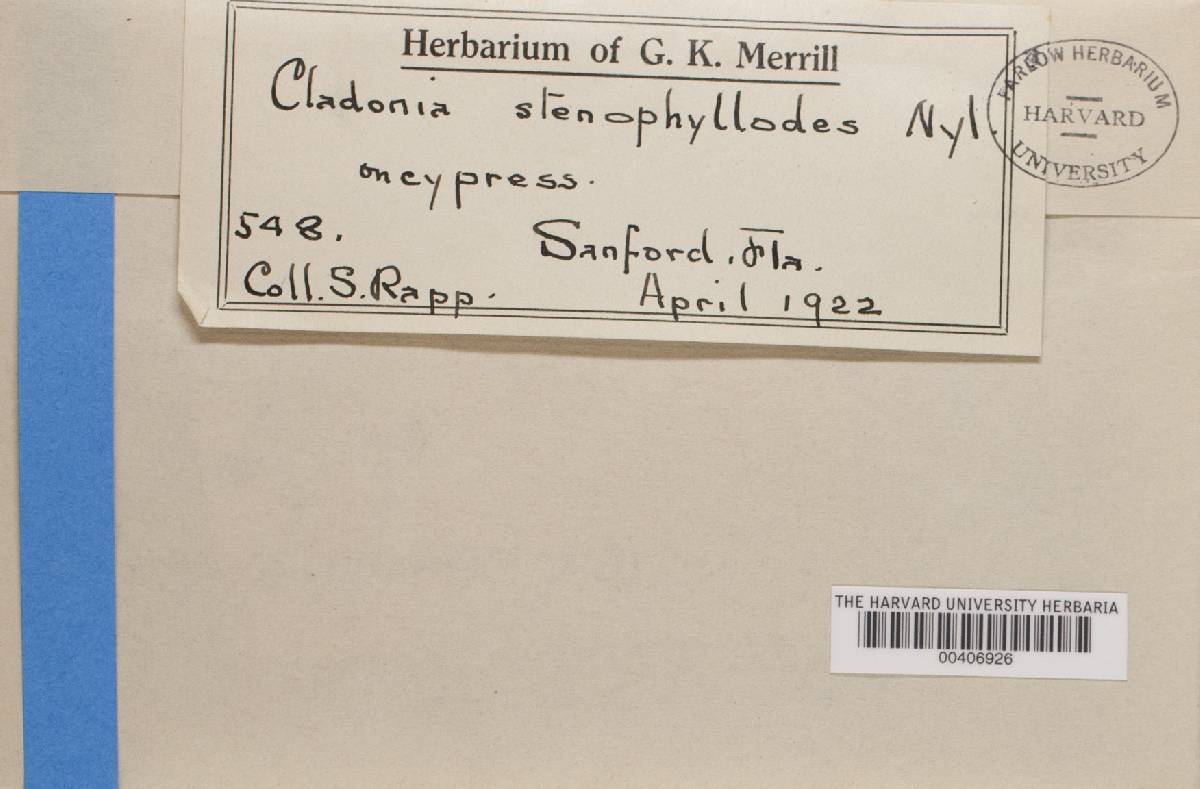 Herbarium of G. K. Merrill
Cladonia stenophyllodes Nyl.
on cypress.
548. Sanford, Fla.
Coll. S. Rapp. April 1922
FARLOW HERBARIUM
HARVARD
UNIVERSITY
THE HARVARD UNIVERSITY HERBARIA
00406926